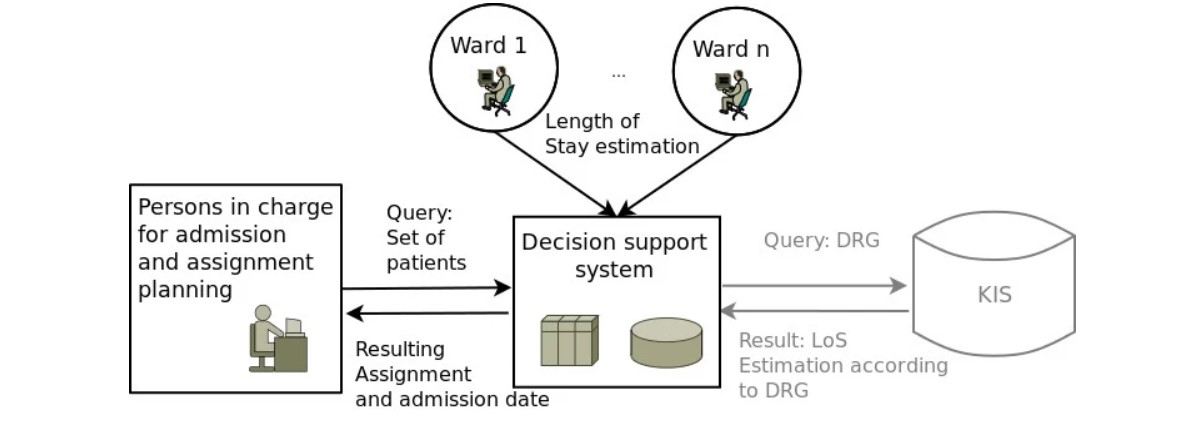 Ward 1
...
Ward n
Length of
Stay estimation
Persons in charge
for admission
and assignment
planning
Query:
Set of
patients
Resulting
Assignment
and admission date
Decision support
system
Query: DRG
Result: LoS
Estimation according
to DRG
KIS